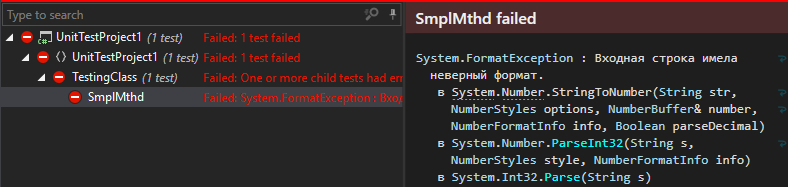 Type to search
UnitTestProject1 (1 test) Failed: 1 test failed
UnitTestProject1 (1 test) Failed: 1 test failed
TestingClass (1 test) Failed: One or more child tests had err
SmplMthd Failed: System.FormatException : Вхо
SmplMthd failed
System.FormatException : Входная строка имела
неверный формат.
в System.Number.StringToNumber(String str,
NumberStyles options, NumberBuffer& number,
NumberFormatInfo info, Boolean parseDecimal)
в System.Number.ParseInt32(String s,
NumberStyles style, NumberFormatInfo info)
в System.Int32.Parse(String s)